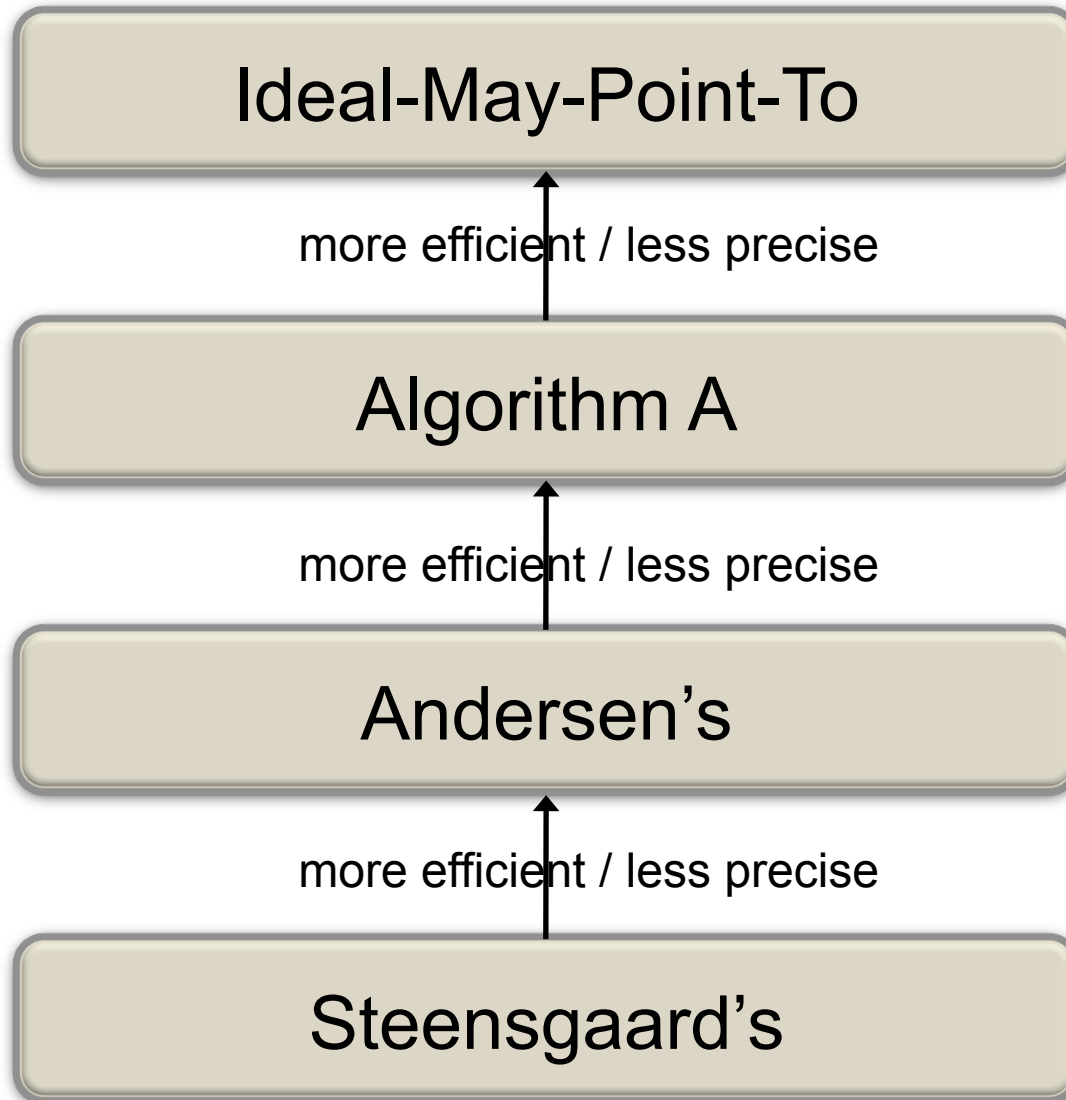 Ideal-May-Point-To
more efficient / less precise
Algorithm A
more efficient / less precise
Andersen’s
more efficient / less precise
Steensgaard’s